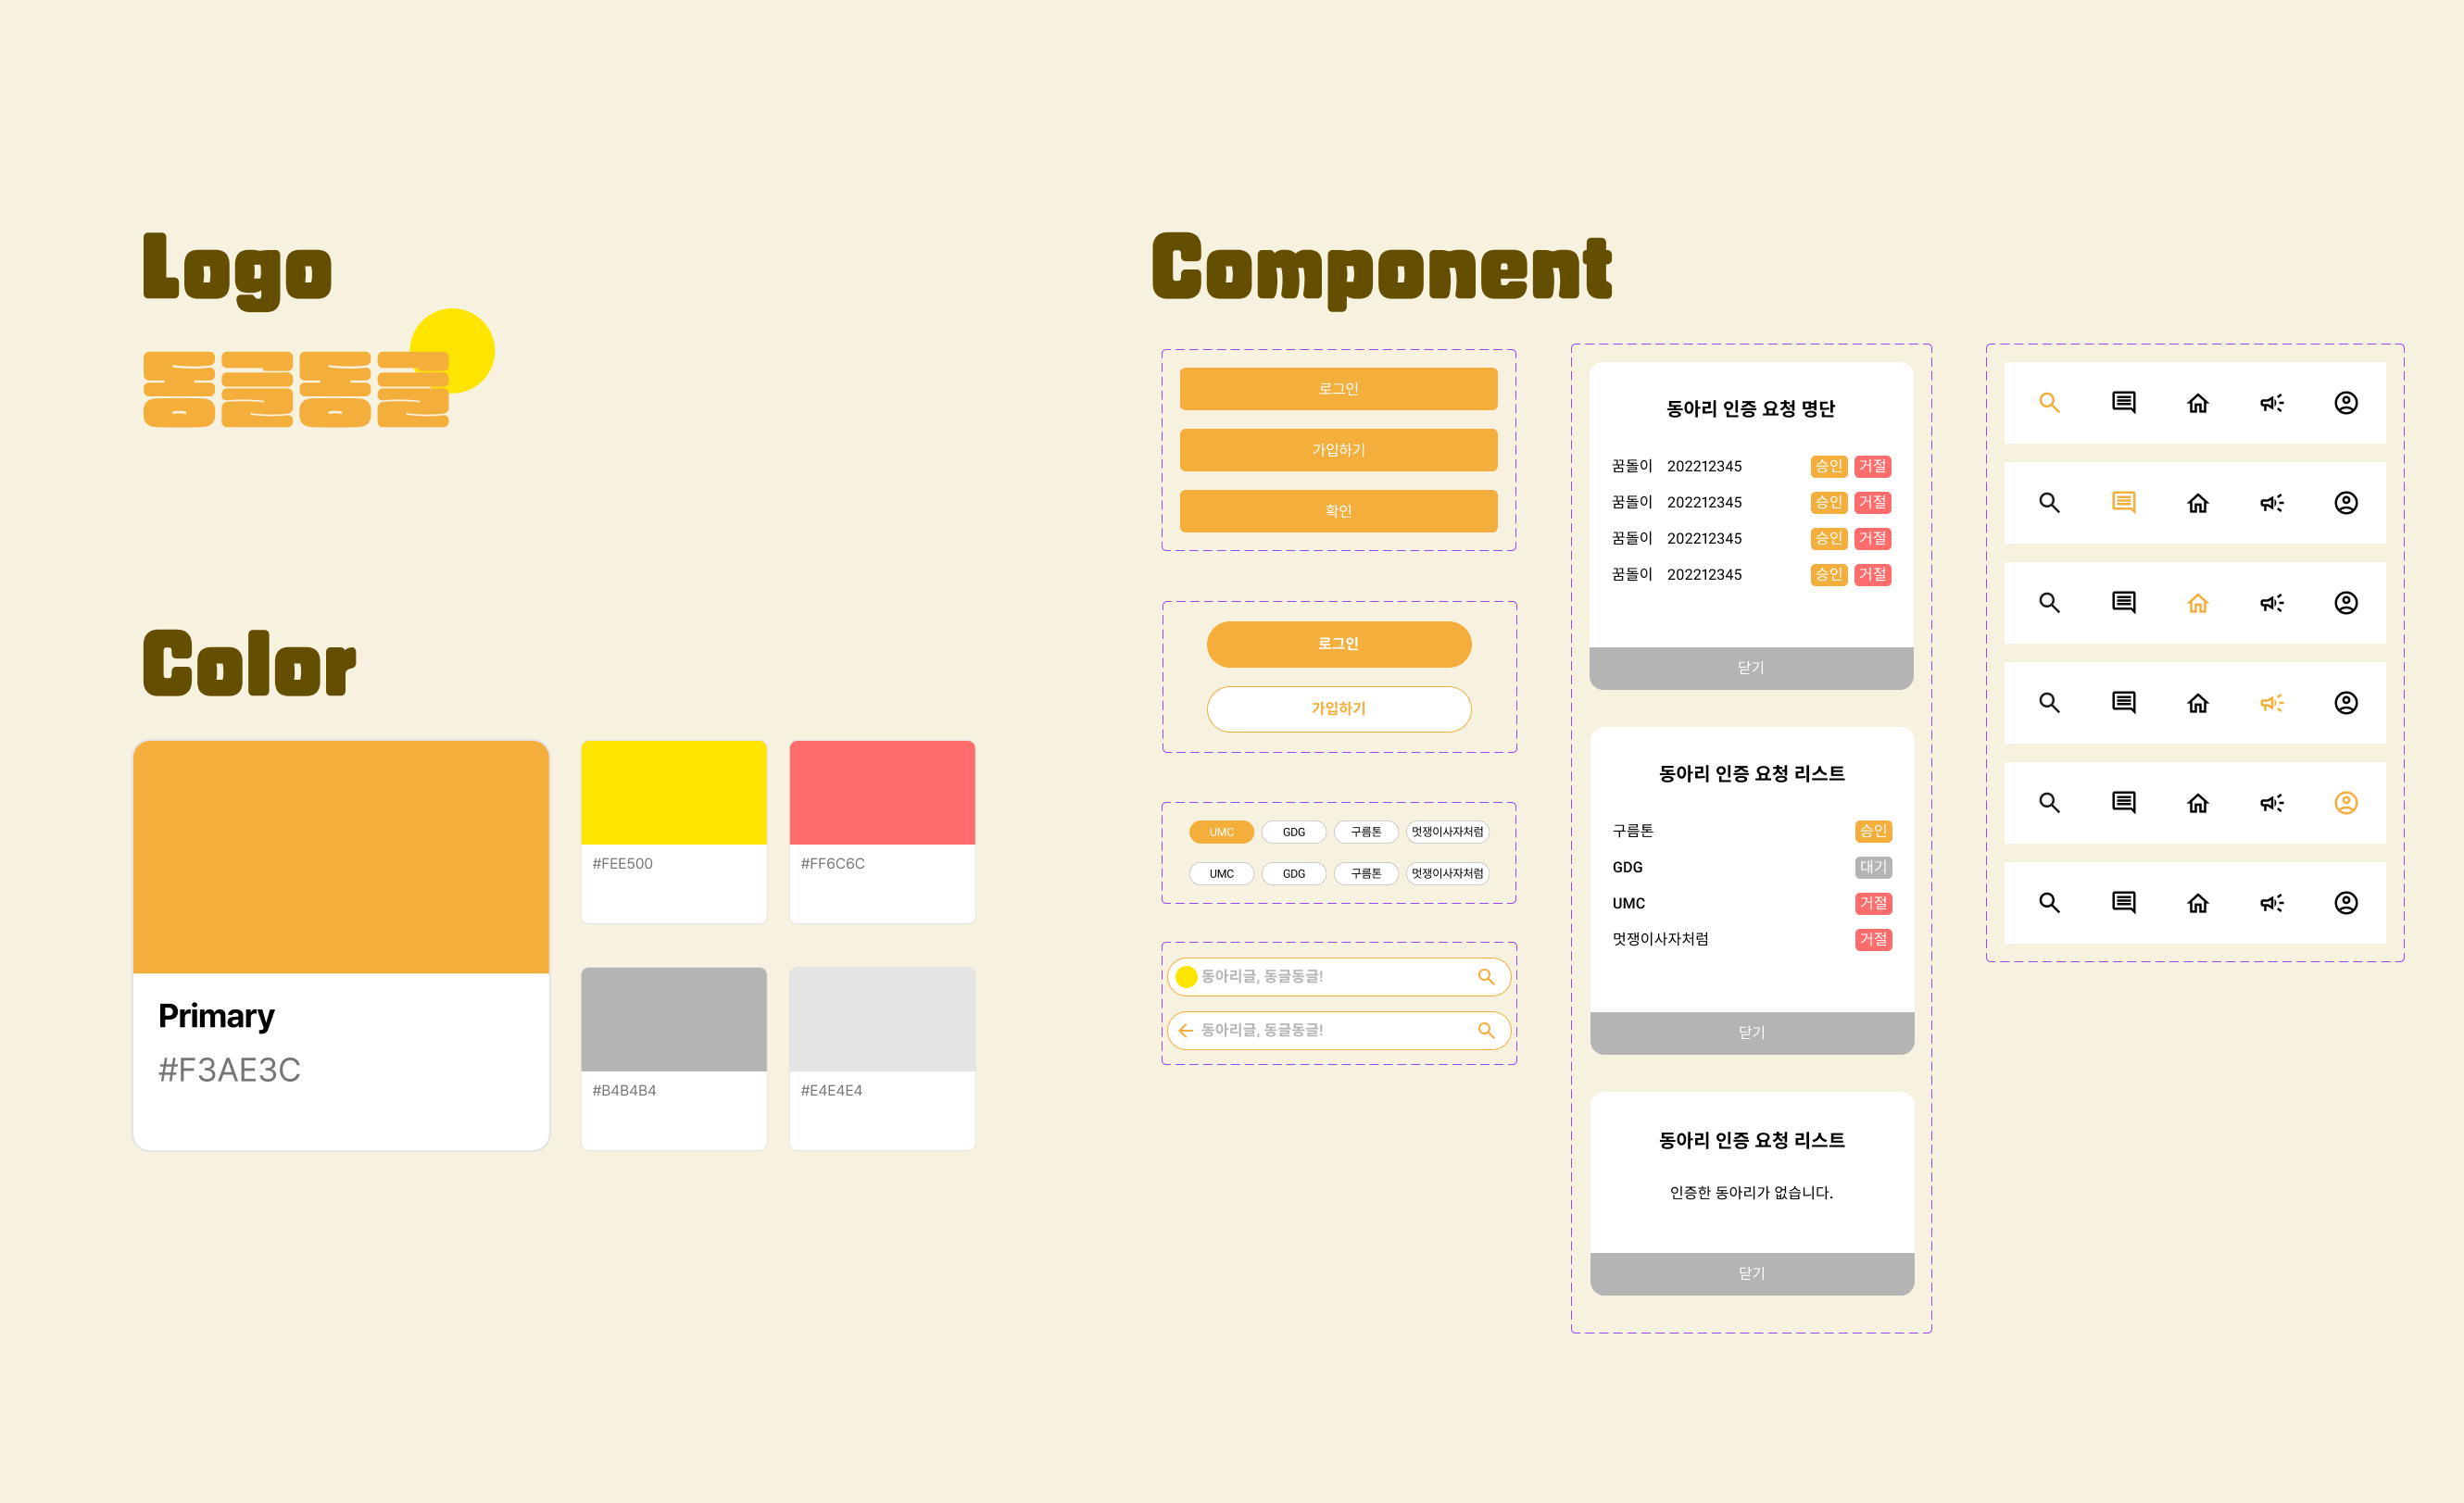 Logo
동글동글
Color
Primary
#F3AE3C
#FEE500
#FF6C6C
#B4B4B4
#E4E4E4
Component
로그인
가입하기
확인
로그인
가입하기
UMC GDG 구름톤 멋쟁이사자처럼
UMC GDG 구름톤 멋쟁이사자처럼
동아리글, 동글동글!
동아리글, 동글동글!
동아리 인증 요청 명단
꿈돌이 202212345 승인 거절
꿈돌이 202212345 승인 거절
꿈돌이 202212345 승인 거절
꿈돌이 202212345 승인 거절
닫기
동아리 인증 요청 리스트
구름톤 승인
GDG 대기
UMC 거절
멋쟁이사자처럼 거절
닫기
동아리 인증 요청 리스트
인증한 동아리가 없습니다.
닫기